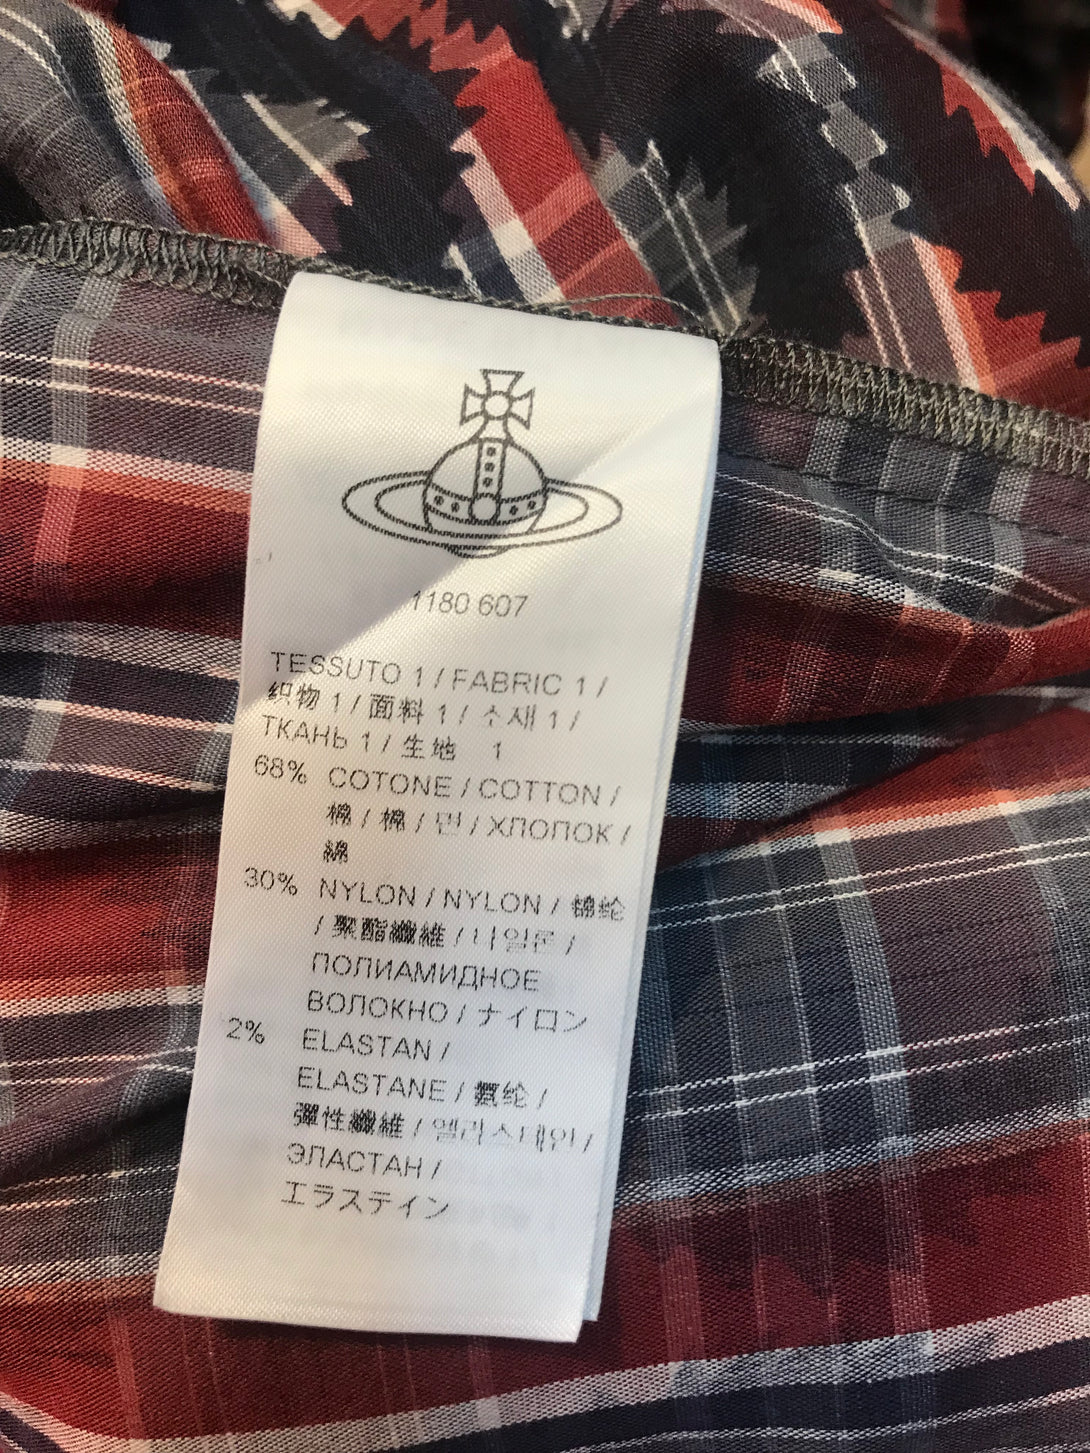 1180 607
TESSUTO 1 / FABRIC 1 /
织物 1 / 面料 1 / 소재 1 /
ТКАНЬ 1 / 生地 1
68% COTONE / COTTON /
棉 / 棉 / 면 / ХЛОПОК /
綿
30% NYLON / NYLON / 锦纶
/ 聚酯纖維 / 나일론 /
ПОЛИАМИДНОЕ
ВОЛОКНО / ナイロン
2% ELASTAN /
ELASTANE / 氨纶 /
彈性纖維 / 엘라스테인 /
ЭЛАСТАН /
エラステイン